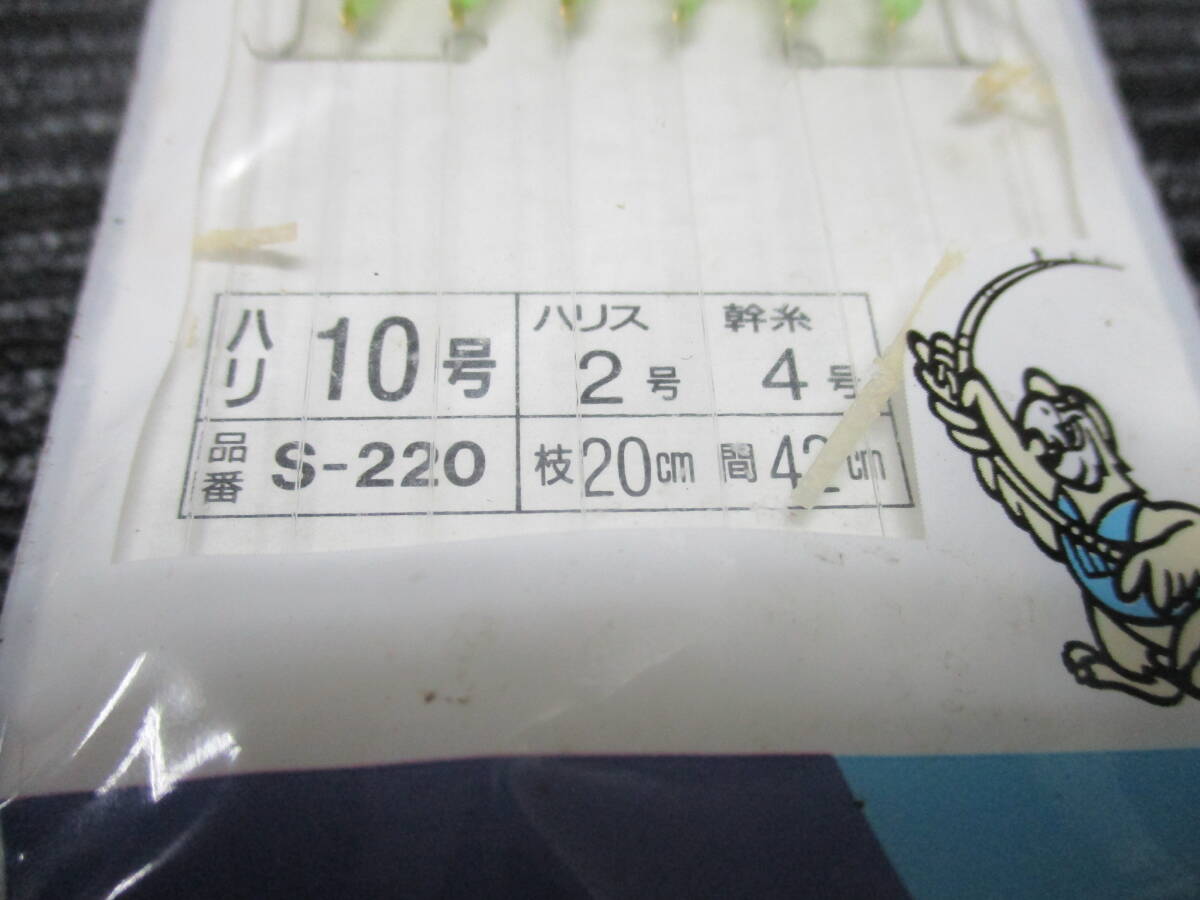 ハリ 10号
ハリス 2号
幹糸 4号
品番 S-220
枝20cm 間42cm